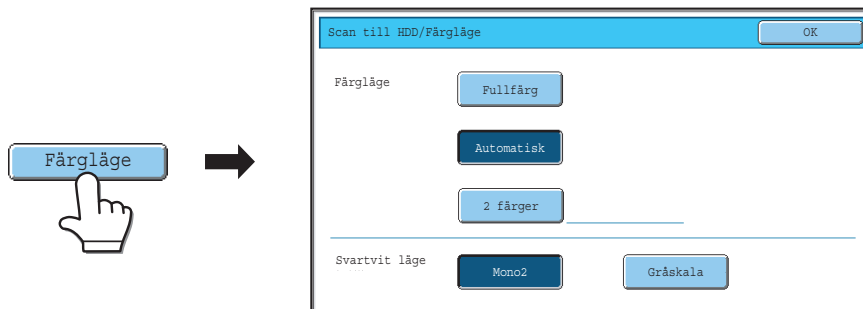 Scan till HDD/Färgläge
OK
Färgläge
Fullfärg
Färgläge
Automatisk
2 färger
Svartvit läge
Mono2
Gråskala